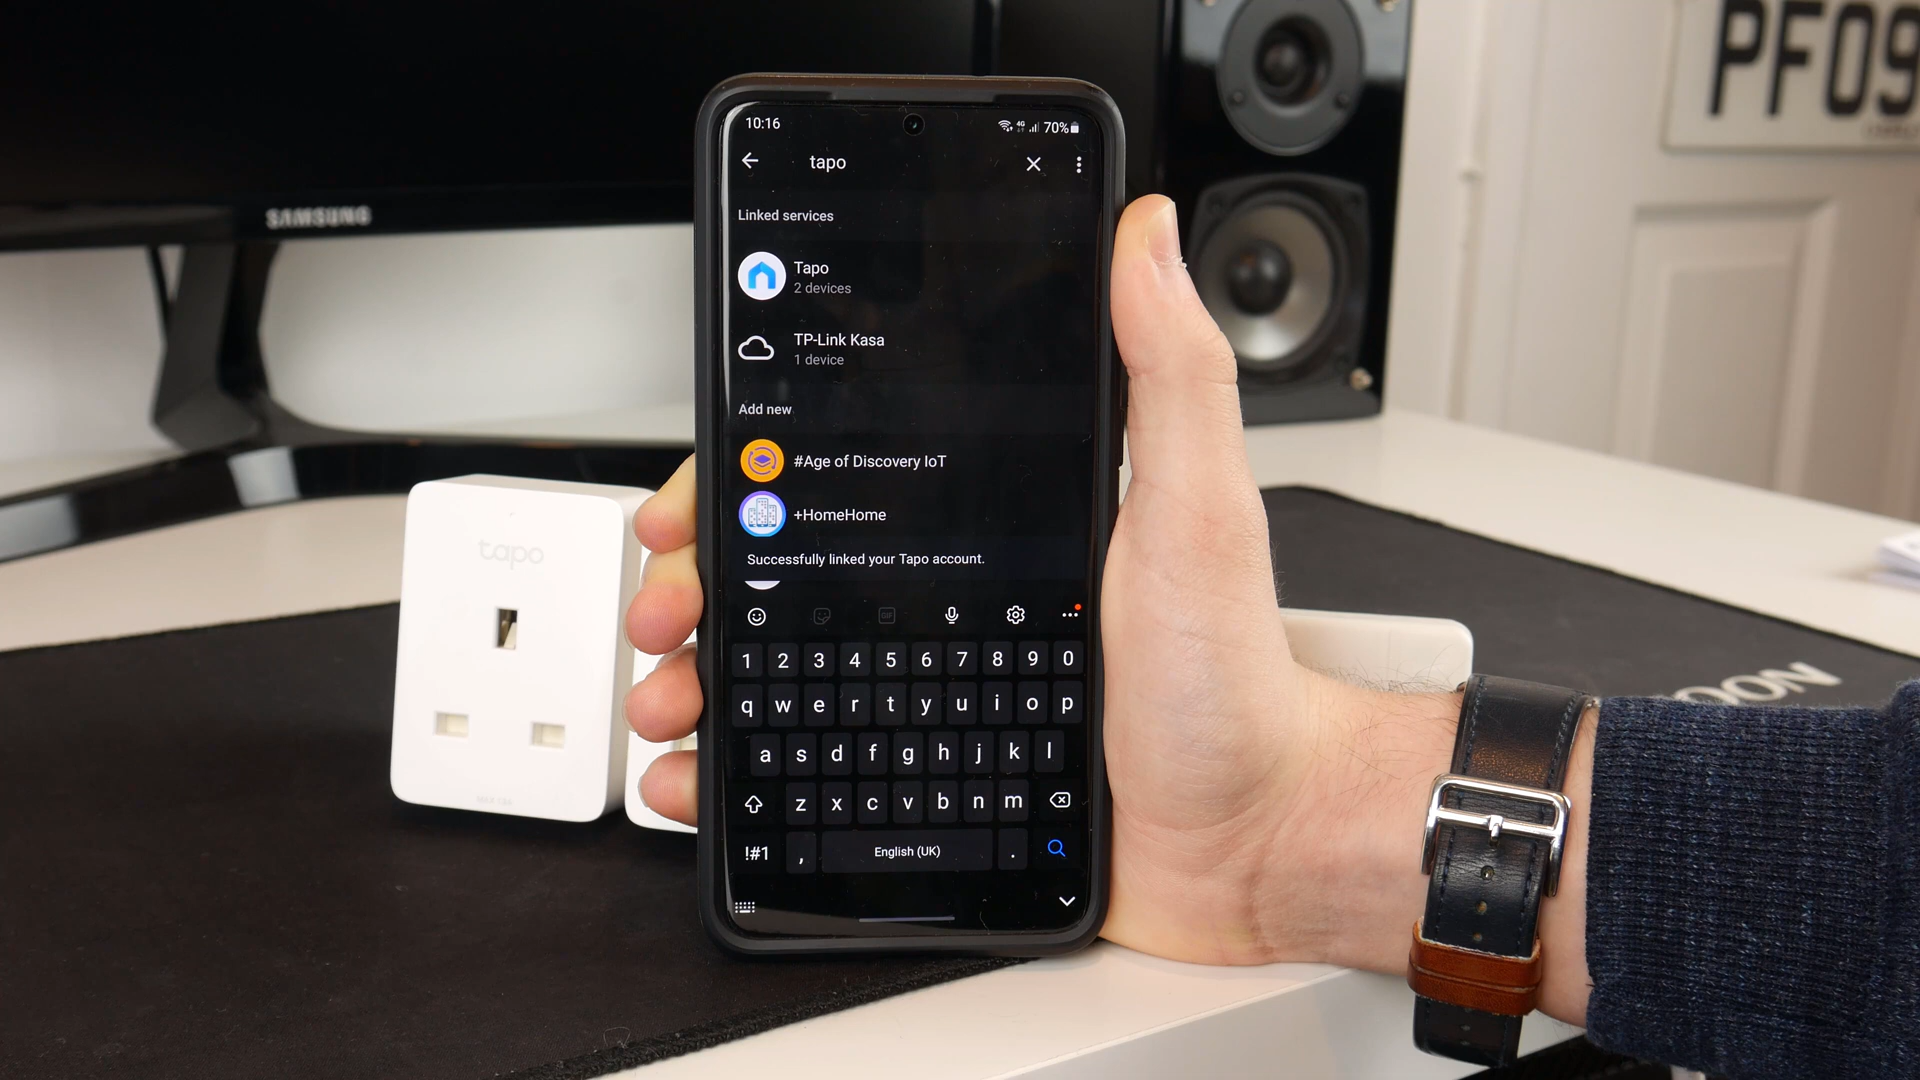 SAMSUNG
PF09
10:16
4G
70%
tapo
Linked services
Tapo
2 devices
TP-Link Kasa
1 device
Add new
#Age of Discovery IoT
+HomeHome
Successfully linked your Tapo account.
GIF
1 2 3 4 5 6 7 8 9 0
q w e r t y u i o p
a s d f g h j k l
z x c v b n m
!#1 , English (UK) .
tapo